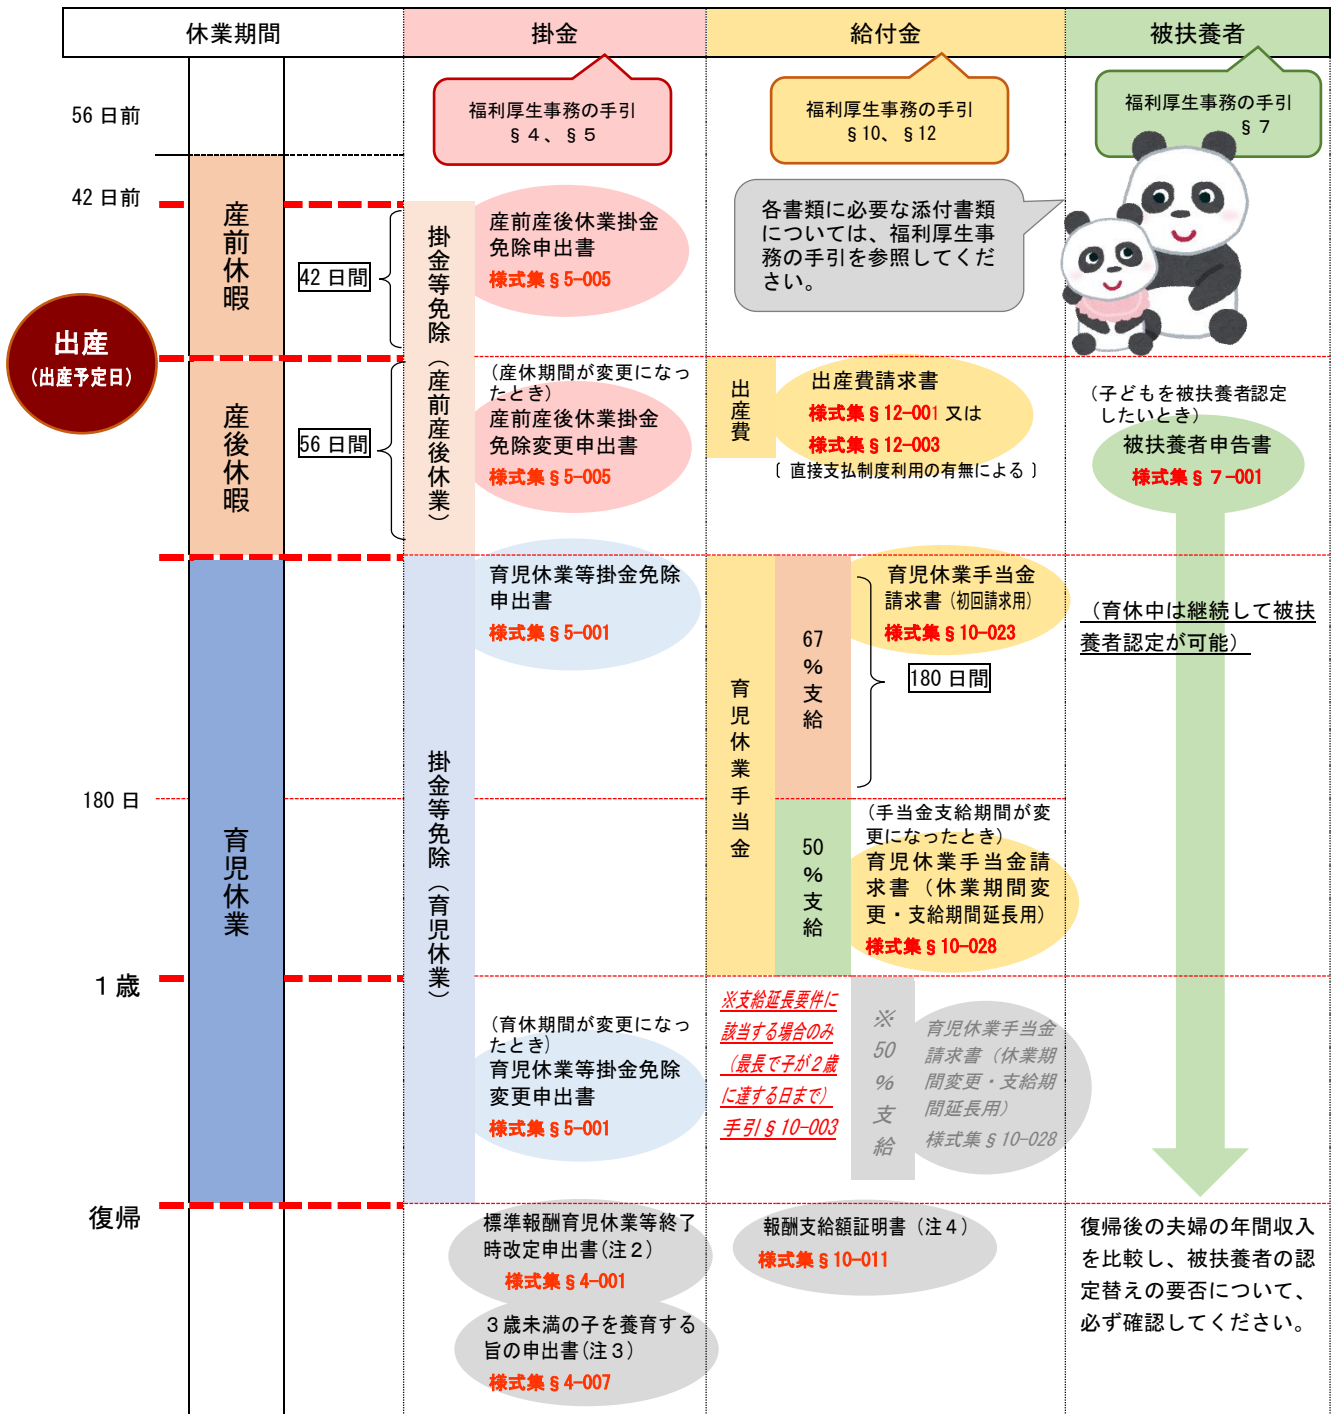 休業期間
掛金
給付金
被扶養者
56 日前
福利厚生事務の手引
§４、§５
福利厚生事務の手引
§10、§12
福利厚生事務の手引
§７
42 日前
産前休暇
42 日間
掛金等免除（産前産後休業）
産前産後休業掛金
免除申出書
様式集§5-005
各書類に必要な添付書類
については、福利厚生事
務の手引を参照してくだ
さい。
出産
（出産予定日）
産後休暇
56 日間
（産休期間が変更になっ
たとき）
産前産後休業掛金
免除変更申出書
様式集§5-005
出産費
出産費請求書
様式集§12-001 又は
様式集§12-003
〔 直接支払制度利用の有無による 〕
（子どもを被扶養者認定
したいとき）
被扶養者申告書
様式集§７-001
育児休業
掛金等免除（育児休業）
育児休業等掛金免除
申出書
様式集§5-001
育児休業手当金
67
％
支
給
育児休業手当金
請求書（初回請求用）
様式集§10-023
180 日間
（育休中は継続して被扶
養者認定が可能）
180 日
50
％
支
給
（手当金支給期間が変
更になったとき）
育児休業手当金請
求書（休業期間変
更・支給期間延長用）
様式集§10-028
１歳
（育休期間が変更になっ
たとき）
育児休業等掛金免除
変更申出書
様式集§5-001
※支給延長要件に
該当する場合のみ
（最長で子が２歳
に達する日まで）
手引§10-003
※
50
％
支
給
育児休業手当金
請求書（休業期
間変更・支給期
間延長用）
様式集§10-028
復帰
標準報酬育児休業等終了
時改定申出書（注２）
様式集§4-001
３歳未満の子を養育する
旨の申出書（注３）
様式集§4-007
報酬支給額証明書（注４）
様式集§10-011
復帰後の夫婦の年間収入
を比較し、被扶養者の認
定替えの要否について、
必ず確認してください。